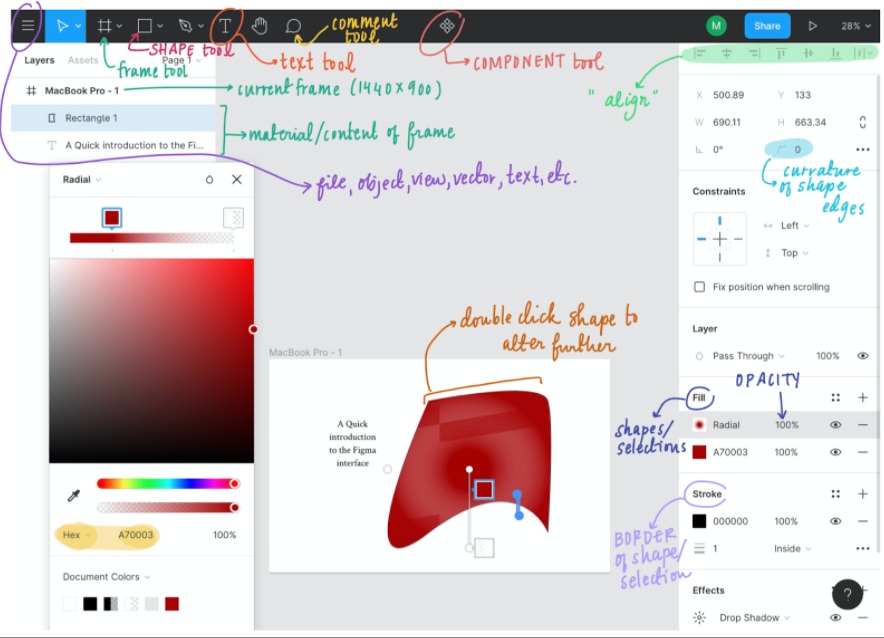 comment
tool
M
Share
28%
SHAPE tool
Layers
Assets
Page 1
frame tool
text tool
COMPONENT tool
"align"
MacBook Pro - 1
current frame (1440×900)
Rectangle 1
material/content of frame
A Quick introduction to the Fig...
file, object, view, vector, text, etc.
X 500.89 Y 133
W 690.11 H 663.34
0° 0
curvature
of shape
edges
Radial
Constraints
Left
Top
Fix position when scrolling
double click shape to
alter further
MacBook Pro - 1
A Quick
introduction
to the Figma
interface
Layer
Pass Through 100%
OPACITY
Fill
shapes/
selections
Radial 100%
A70003 100%
Stroke
000000 100%
1 Inside
BORDER
of shape/
selection
Effects
Drop Shadow
?
Hex A70003 100%
Document Colors